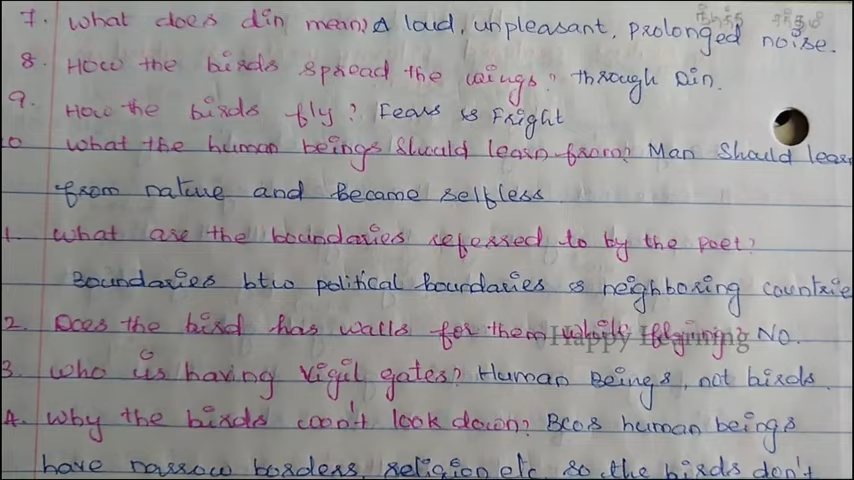 7. What does din mean? A loud, unpleasant, prolonged noise.
8. How the birds spread the wings? through Din.
9. How the birds fly? Fears & Fright
0 What the human beings should learn from? Man should learn
from nature and became selfless
1. What are the boundaries referred to by the poet?
Boundaries btw political boundaries & neighboring countrie
2. Does the bird has walls for them while flying? No.
Happy Learning
3. Who is having Vigil gates? Human Beings, not birds.
4. Why the birds coon't look down? Bcos human beings
have narrow borders, religion etc. so the birds don't